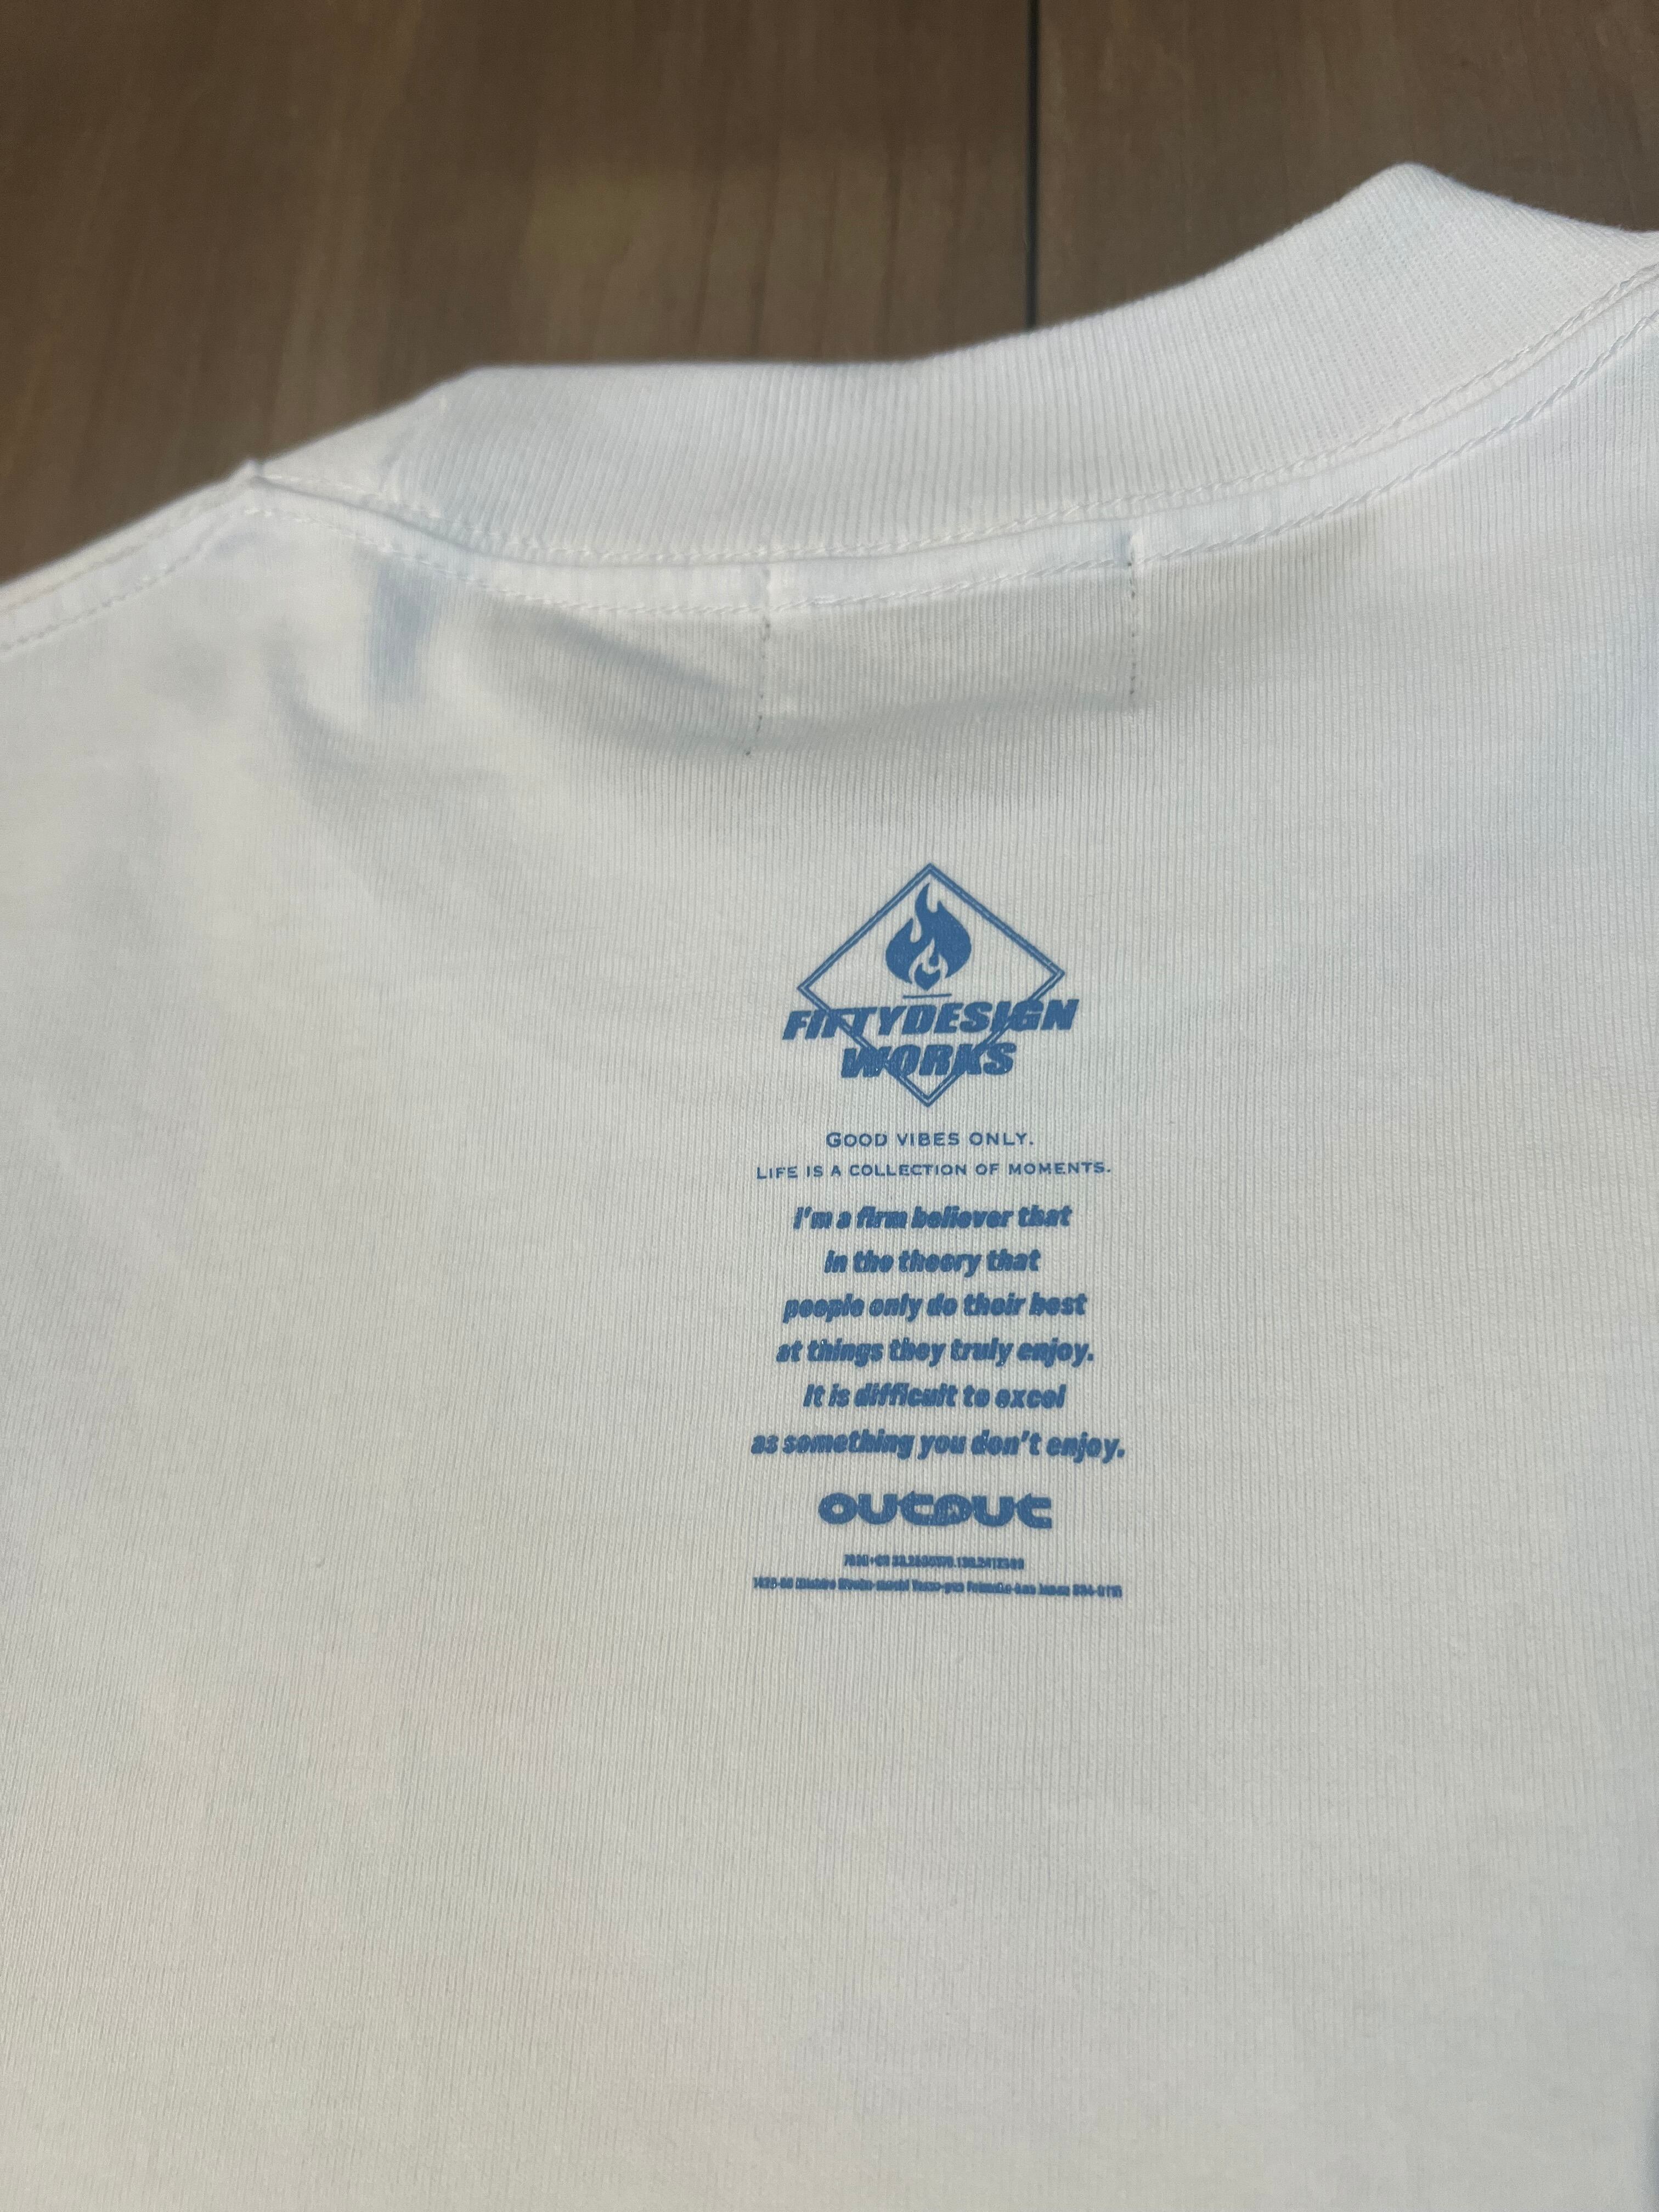 FIFTYDESIGN
WORKS
GOOD VIBES ONLY.
LIFE IS A COLLECTION OF MOMENTS.
I'm a firm believer that
in the theory that
people only do their best
at things they truly enjoy.
It is difficult to excel
as something you don't enjoy.
OUTPUT